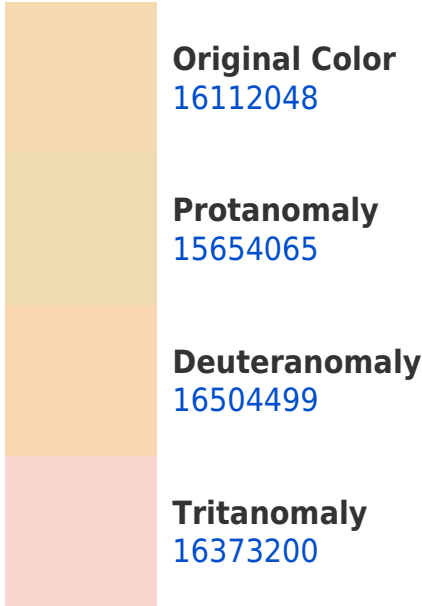 Original Color
16112048
Protanomaly
15654065
Deuteranomaly
16504499
Tritanomaly
16373200